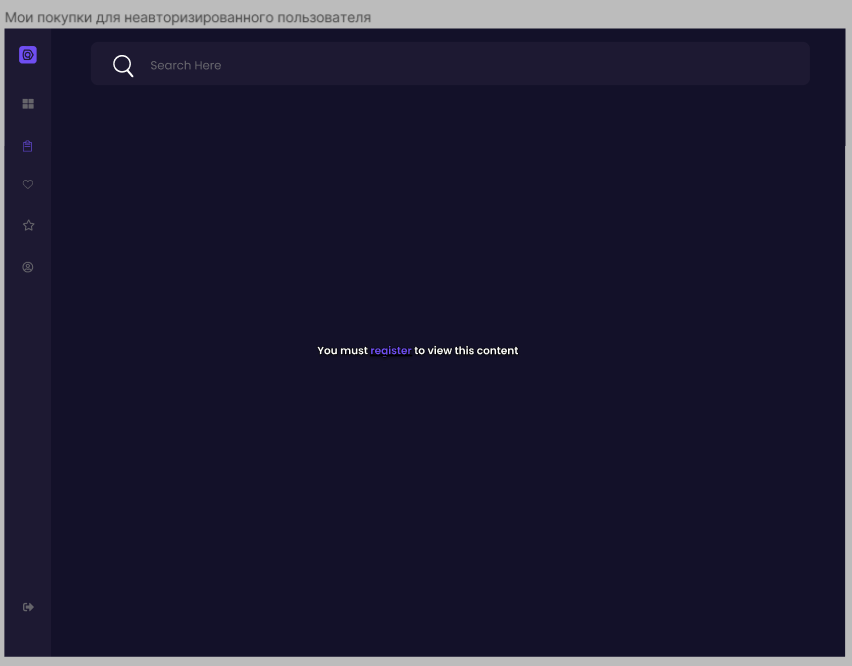 Мои покупки для неавторизированного пользователя
Search Here
You must register to view this content